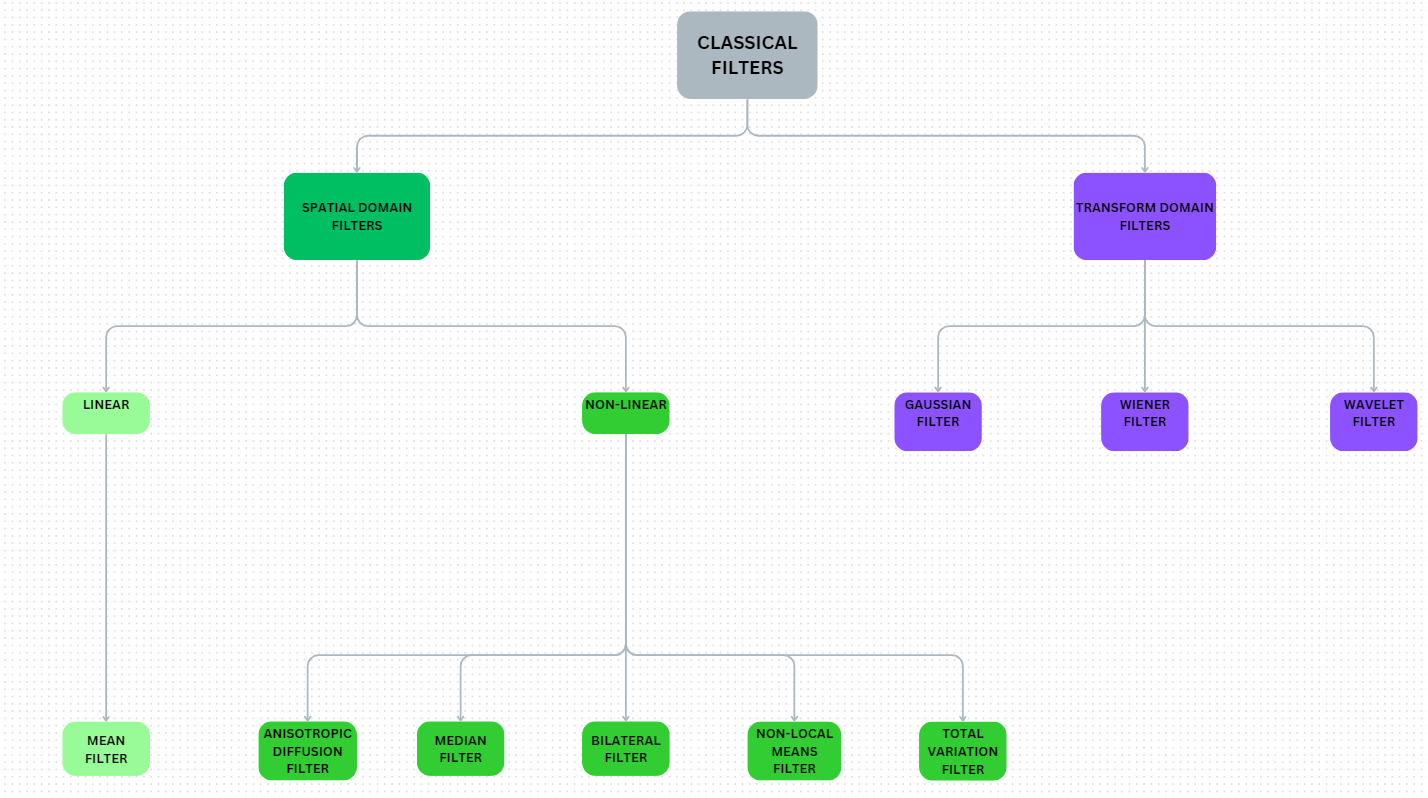 CLASSICAL
FILTERS
SPATIAL DOMAIN
FILTERS
TRANSFORM DOMAIN
FILTERS
LINEAR
NON-LINEAR
GAUSSIAN
FILTER
WIENER
FILTER
WAVELET
FILTER
MEAN
FILTER
ANISOTROPIC
DIFFUSION
FILTER
MEDIAN
FILTER
BILATERAL
FILTER
NON-LOCAL
MEANS
FILTER
TOTAL
VARIATION
FILTER